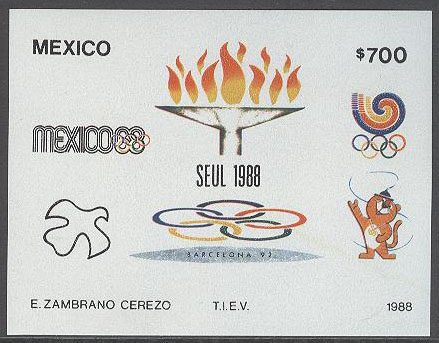 MEXICO
$700
MEXICO68
SEUL 1988
BARCELONA '92
E. ZAMBRANO CEREZO
T.I.E.V.
1988